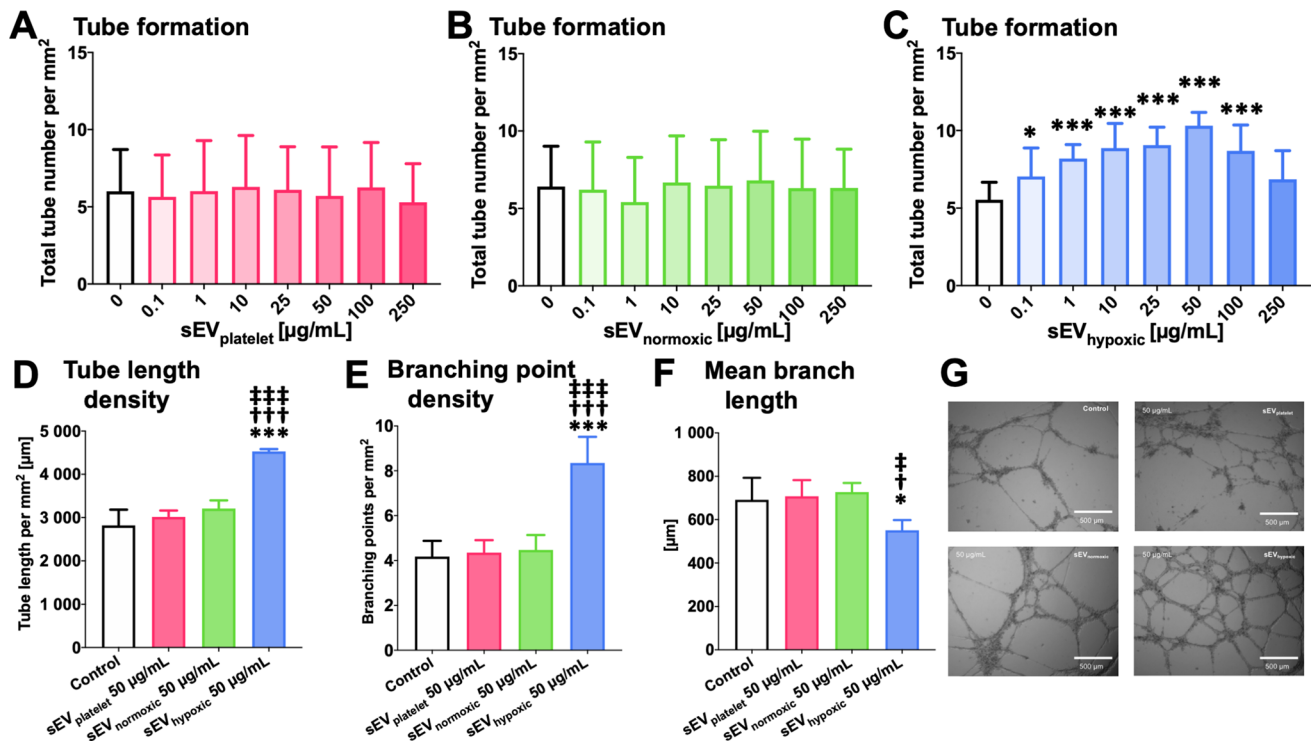 A Tube formation
Total tube number per mm²
15
10
5
0
0 0.1 1 10 25 50 100 250
sEVplatelet [µg/mL]
B Tube formation
Total tube number per mm²
15
10
5
0
0 0.1 1 10 25 50 100 250
sEVnormoxic [µg/mL]
C Tube formation
Total tube number per mm²
15
10
5
0
* *** *** *** *** ***
0 0.1 1 10 25 50 100 250
sEVhypoxic [µg/mL]
D Tube length
density
Tube length per mm² [µm]
5 000
4 000
3 000
2 000
1 000
0
‡‡‡
†††
***
Control
sEVplatelet 50 µg/mL
sEVnormoxic 50 µg/mL
sEVhypoxic 50 µg/mL
E Branching point
density
Branching points per mm²
10
8
6
4
2
0
‡‡‡
†††
***
Control
sEVplatelet 50 µg/mL
sEVnormoxic 50 µg/mL
sEVhypoxic 50 µg/mL
F Mean branch
length
[µm]
1 000
800
600
400
200
0
‡
†
*
Control
sEVplatelet 50 µg/mL
sEVnormoxic 50 µg/mL
sEVhypoxic 50 µg/mL
G
Control
500 µm
50 µg/mL sEVplatelet
500 µm
50 µg/mL sEVnormoxic
500 µm
50 µg/mL sEVhypoxic
500 µm